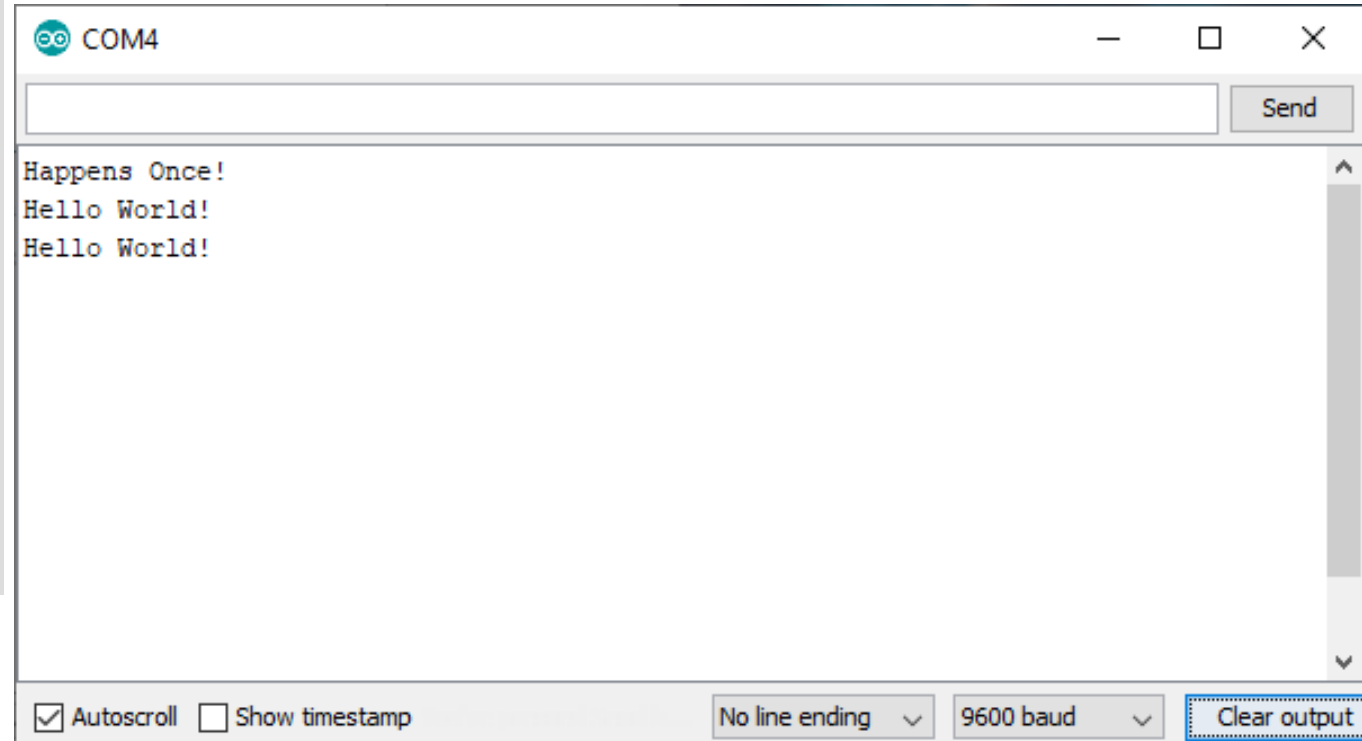 COM4
Send
Happens Once!
Hello World!
Hello World!
Autoscroll Show timestamp No line ending 9600 baud Clear output